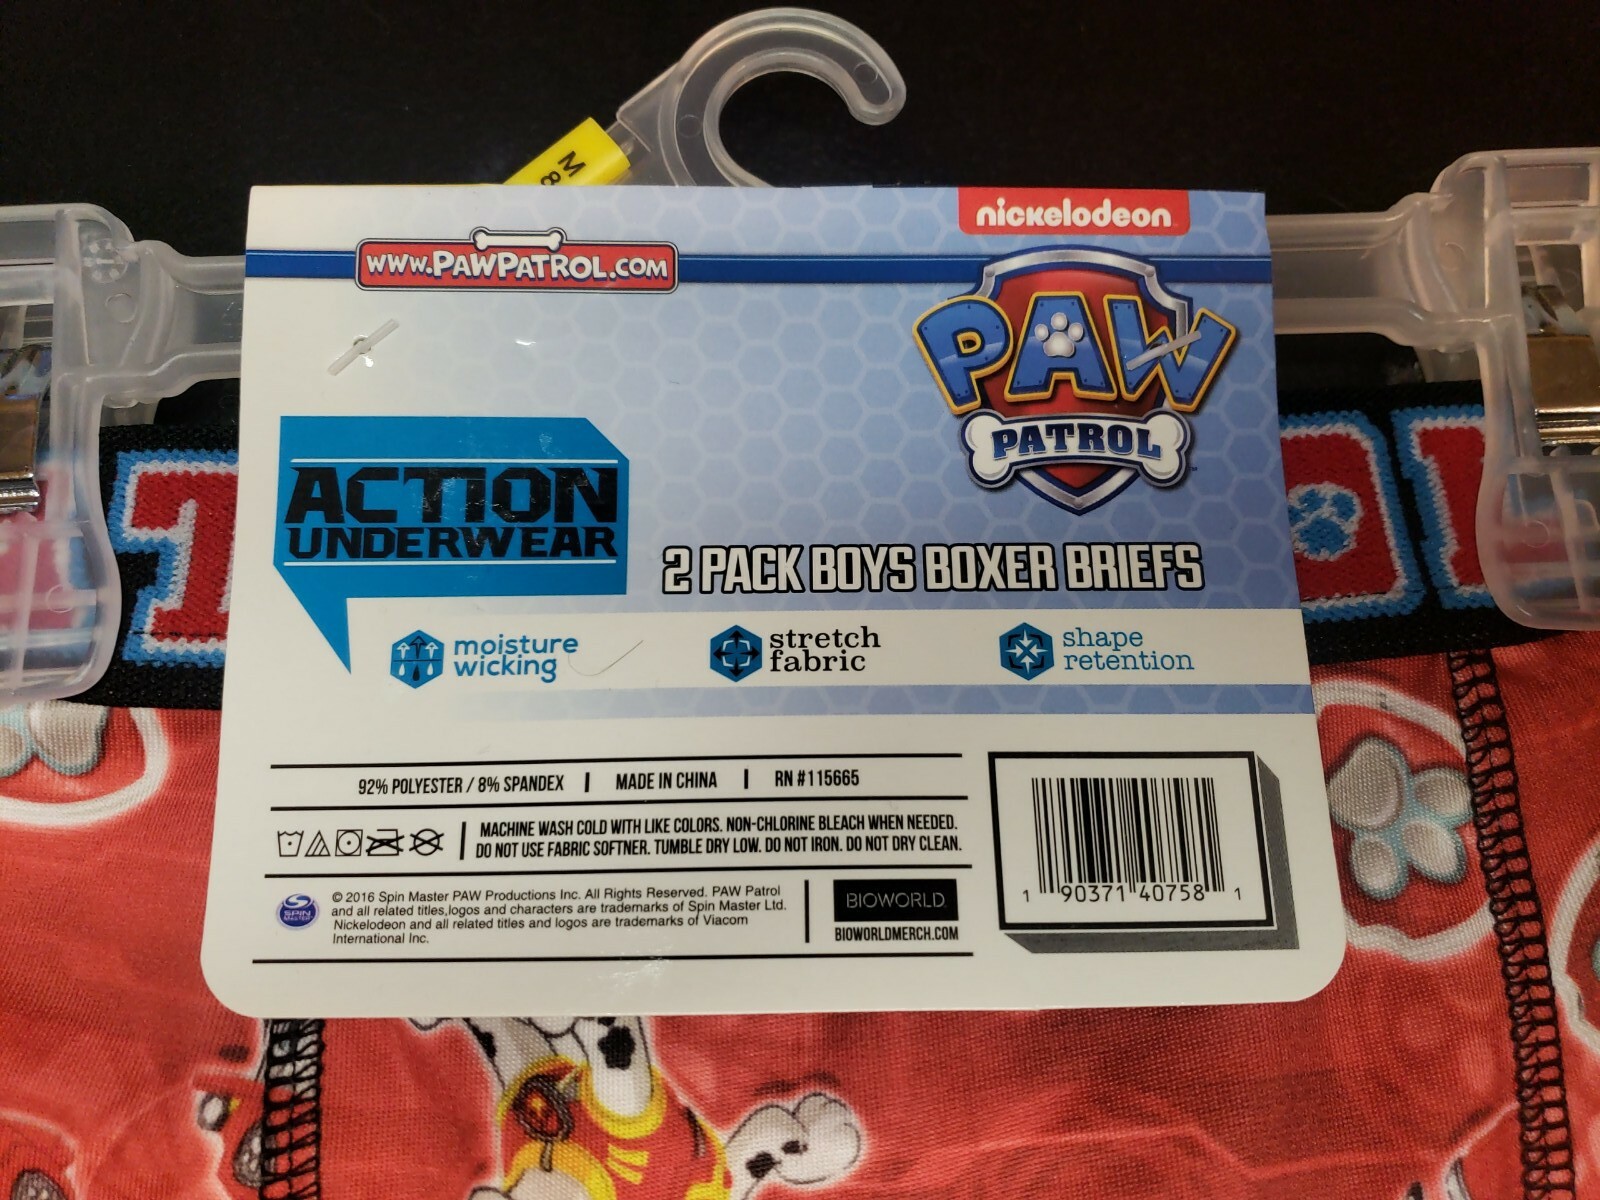 M
8
nickelodeon
www.PAWPATROL.COM
PAW
PATROL
ACTION
UNDERWEAR
2 PACK BOYS BOXER BRIEFS
moisture
wicking
stretch
fabric
shape
retention
92% POLYESTER / 8% SPANDEX | MADE IN CHINA | RN #115665
MACHINE WASH COLD WITH LIKE COLORS. NON-CHLORINE BLEACH WHEN NEEDED.
DO NOT USE FABRIC SOFTNER. TUMBLE DRY LOW. DO NOT IRON. DO NOT DRY CLEAN.
SPIN
MASTER
© 2016 Spin Master PAW Productions Inc. All Rights Reserved. PAW Patrol
and all related titles,logos and characters are trademarks of Spin Master Ltd.
Nickelodeon and all related titles and logos are trademarks of Viacom
International Inc.
BIOWORLD
BIOWORLDMERCH.COM
1 90371 40758 1